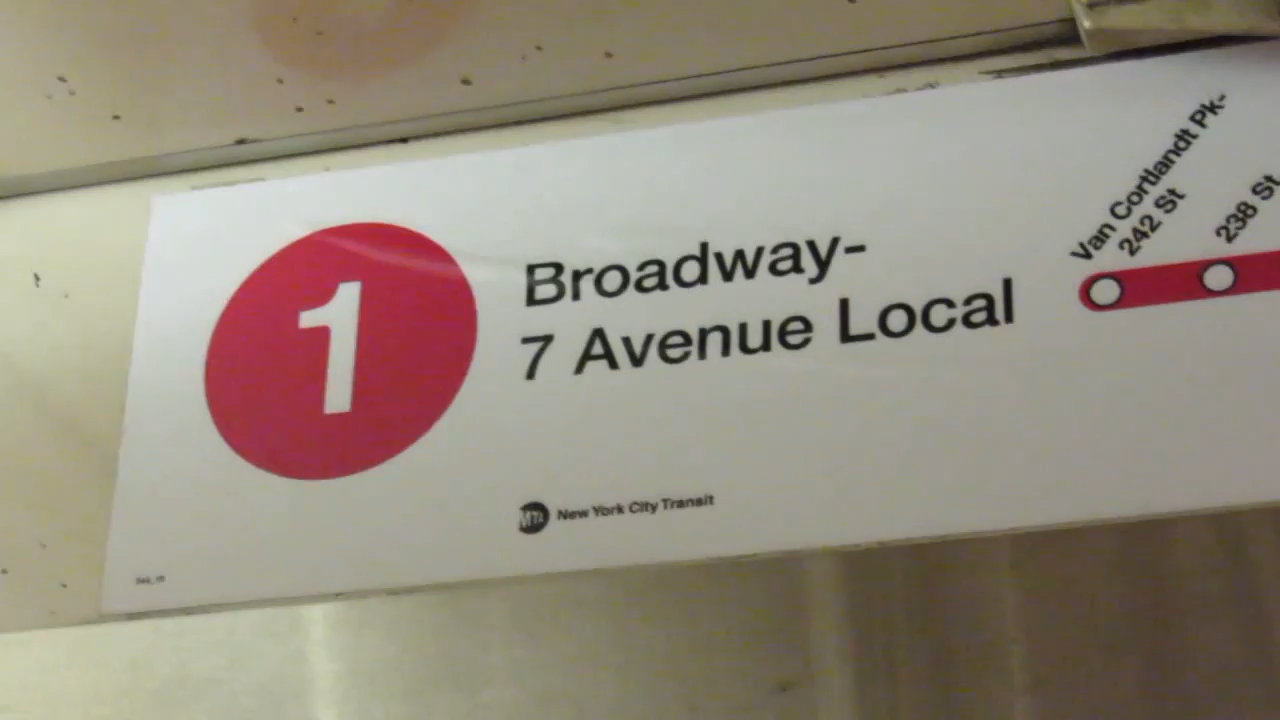 1
Broadway-
7 Avenue Local
Van Cortlandt Pk-
242 St
238 St
MTA New York City Transit